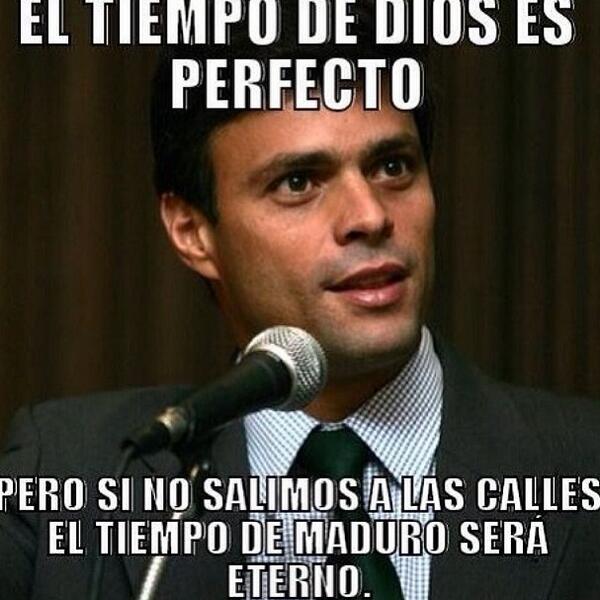 EL TIEMPO DE DIOS ES
PERFECTO
PERO SI NO SALIMOS A LAS CALLES
EL TIEMPO DE MADURO SERÁ
ETERNO.